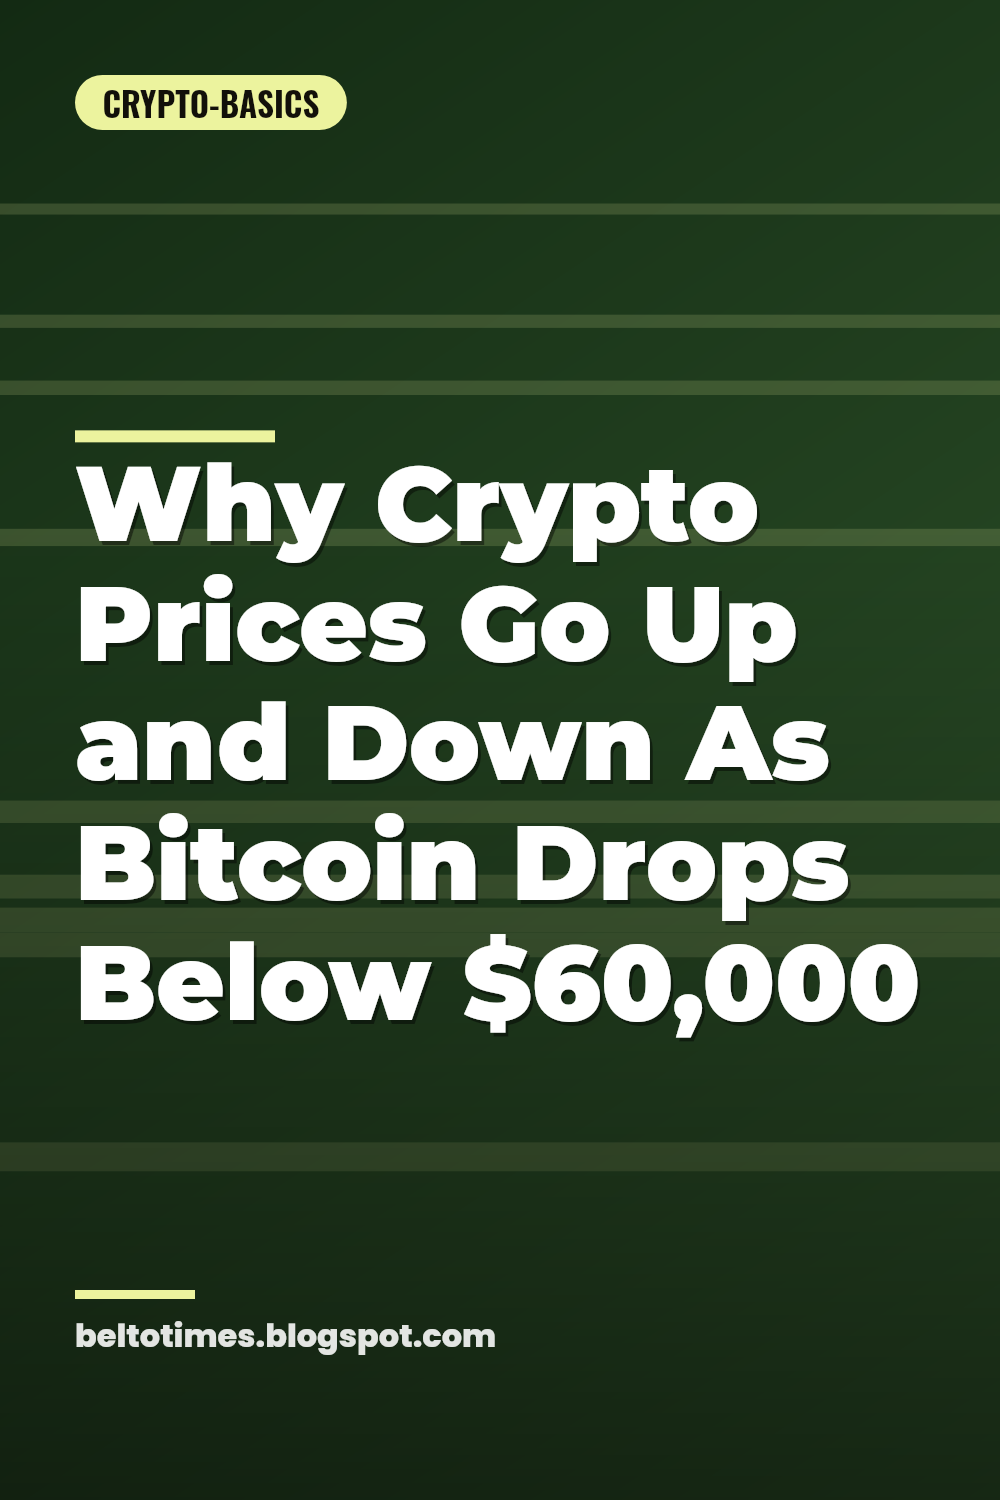 CRYPTO-BASICS
Why Crypto
Prices Go Up
and Down As
Bitcoin Drops
Below $60,000
beltotimes.blogspot.com